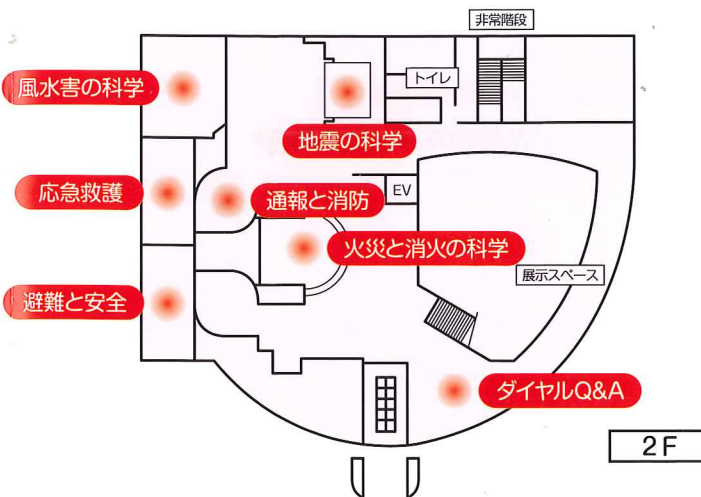 非常階段
風水害の科学
トイレ
地震の科学
応急救護
EV
通報と消防
火災と消火の科学
展示スペース
避難と安全
ダイヤルQ&A
2F